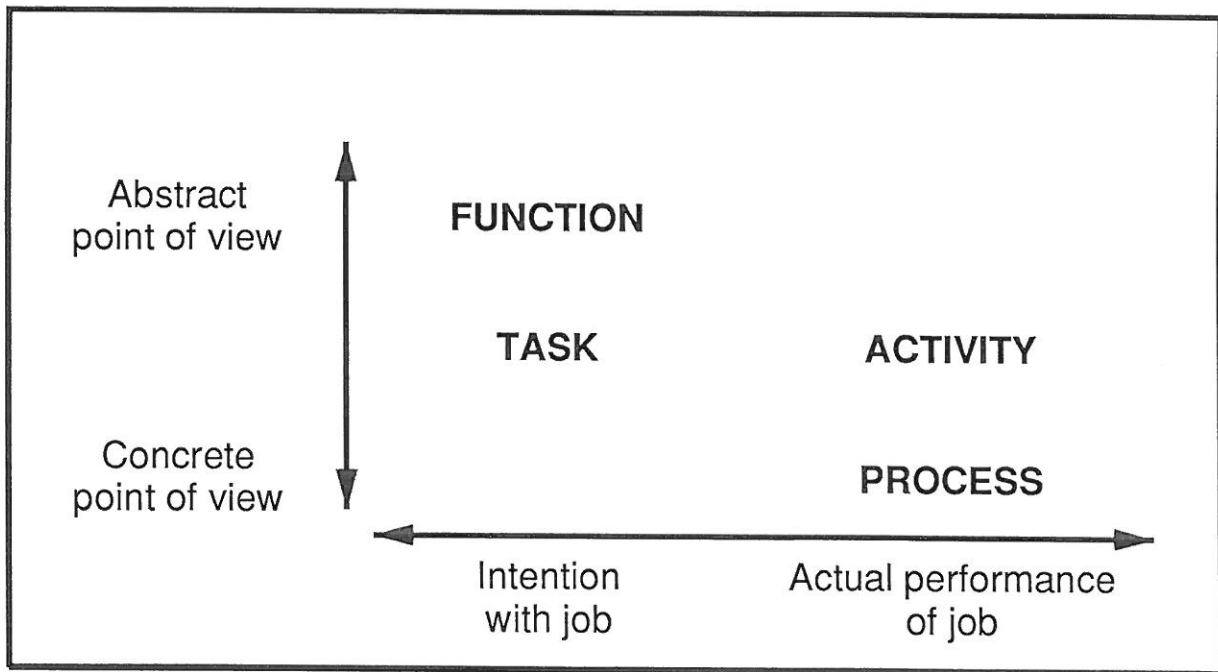 Abstract
point of view
FUNCTION
TASK
ACTIVITY
Concrete
point of view
PROCESS
Intention
with job
Actual performance
of job